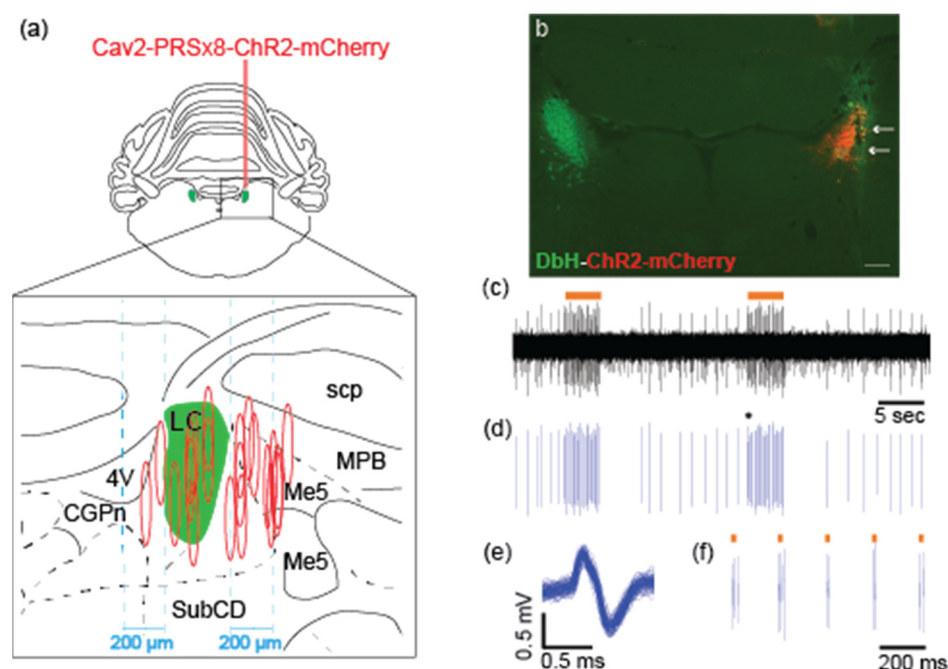 (a)
Cav2-PRSx8-ChR2-mCherry
LC
scp
4V
MPB
CGPn
Me5
Me5
SubCD
200 µm
200 µm
b
DbH-ChR2-mCherry
(c)
5 sec
(d)
*
(e)
0.5 mV
0.5 ms
(f)
200 ms